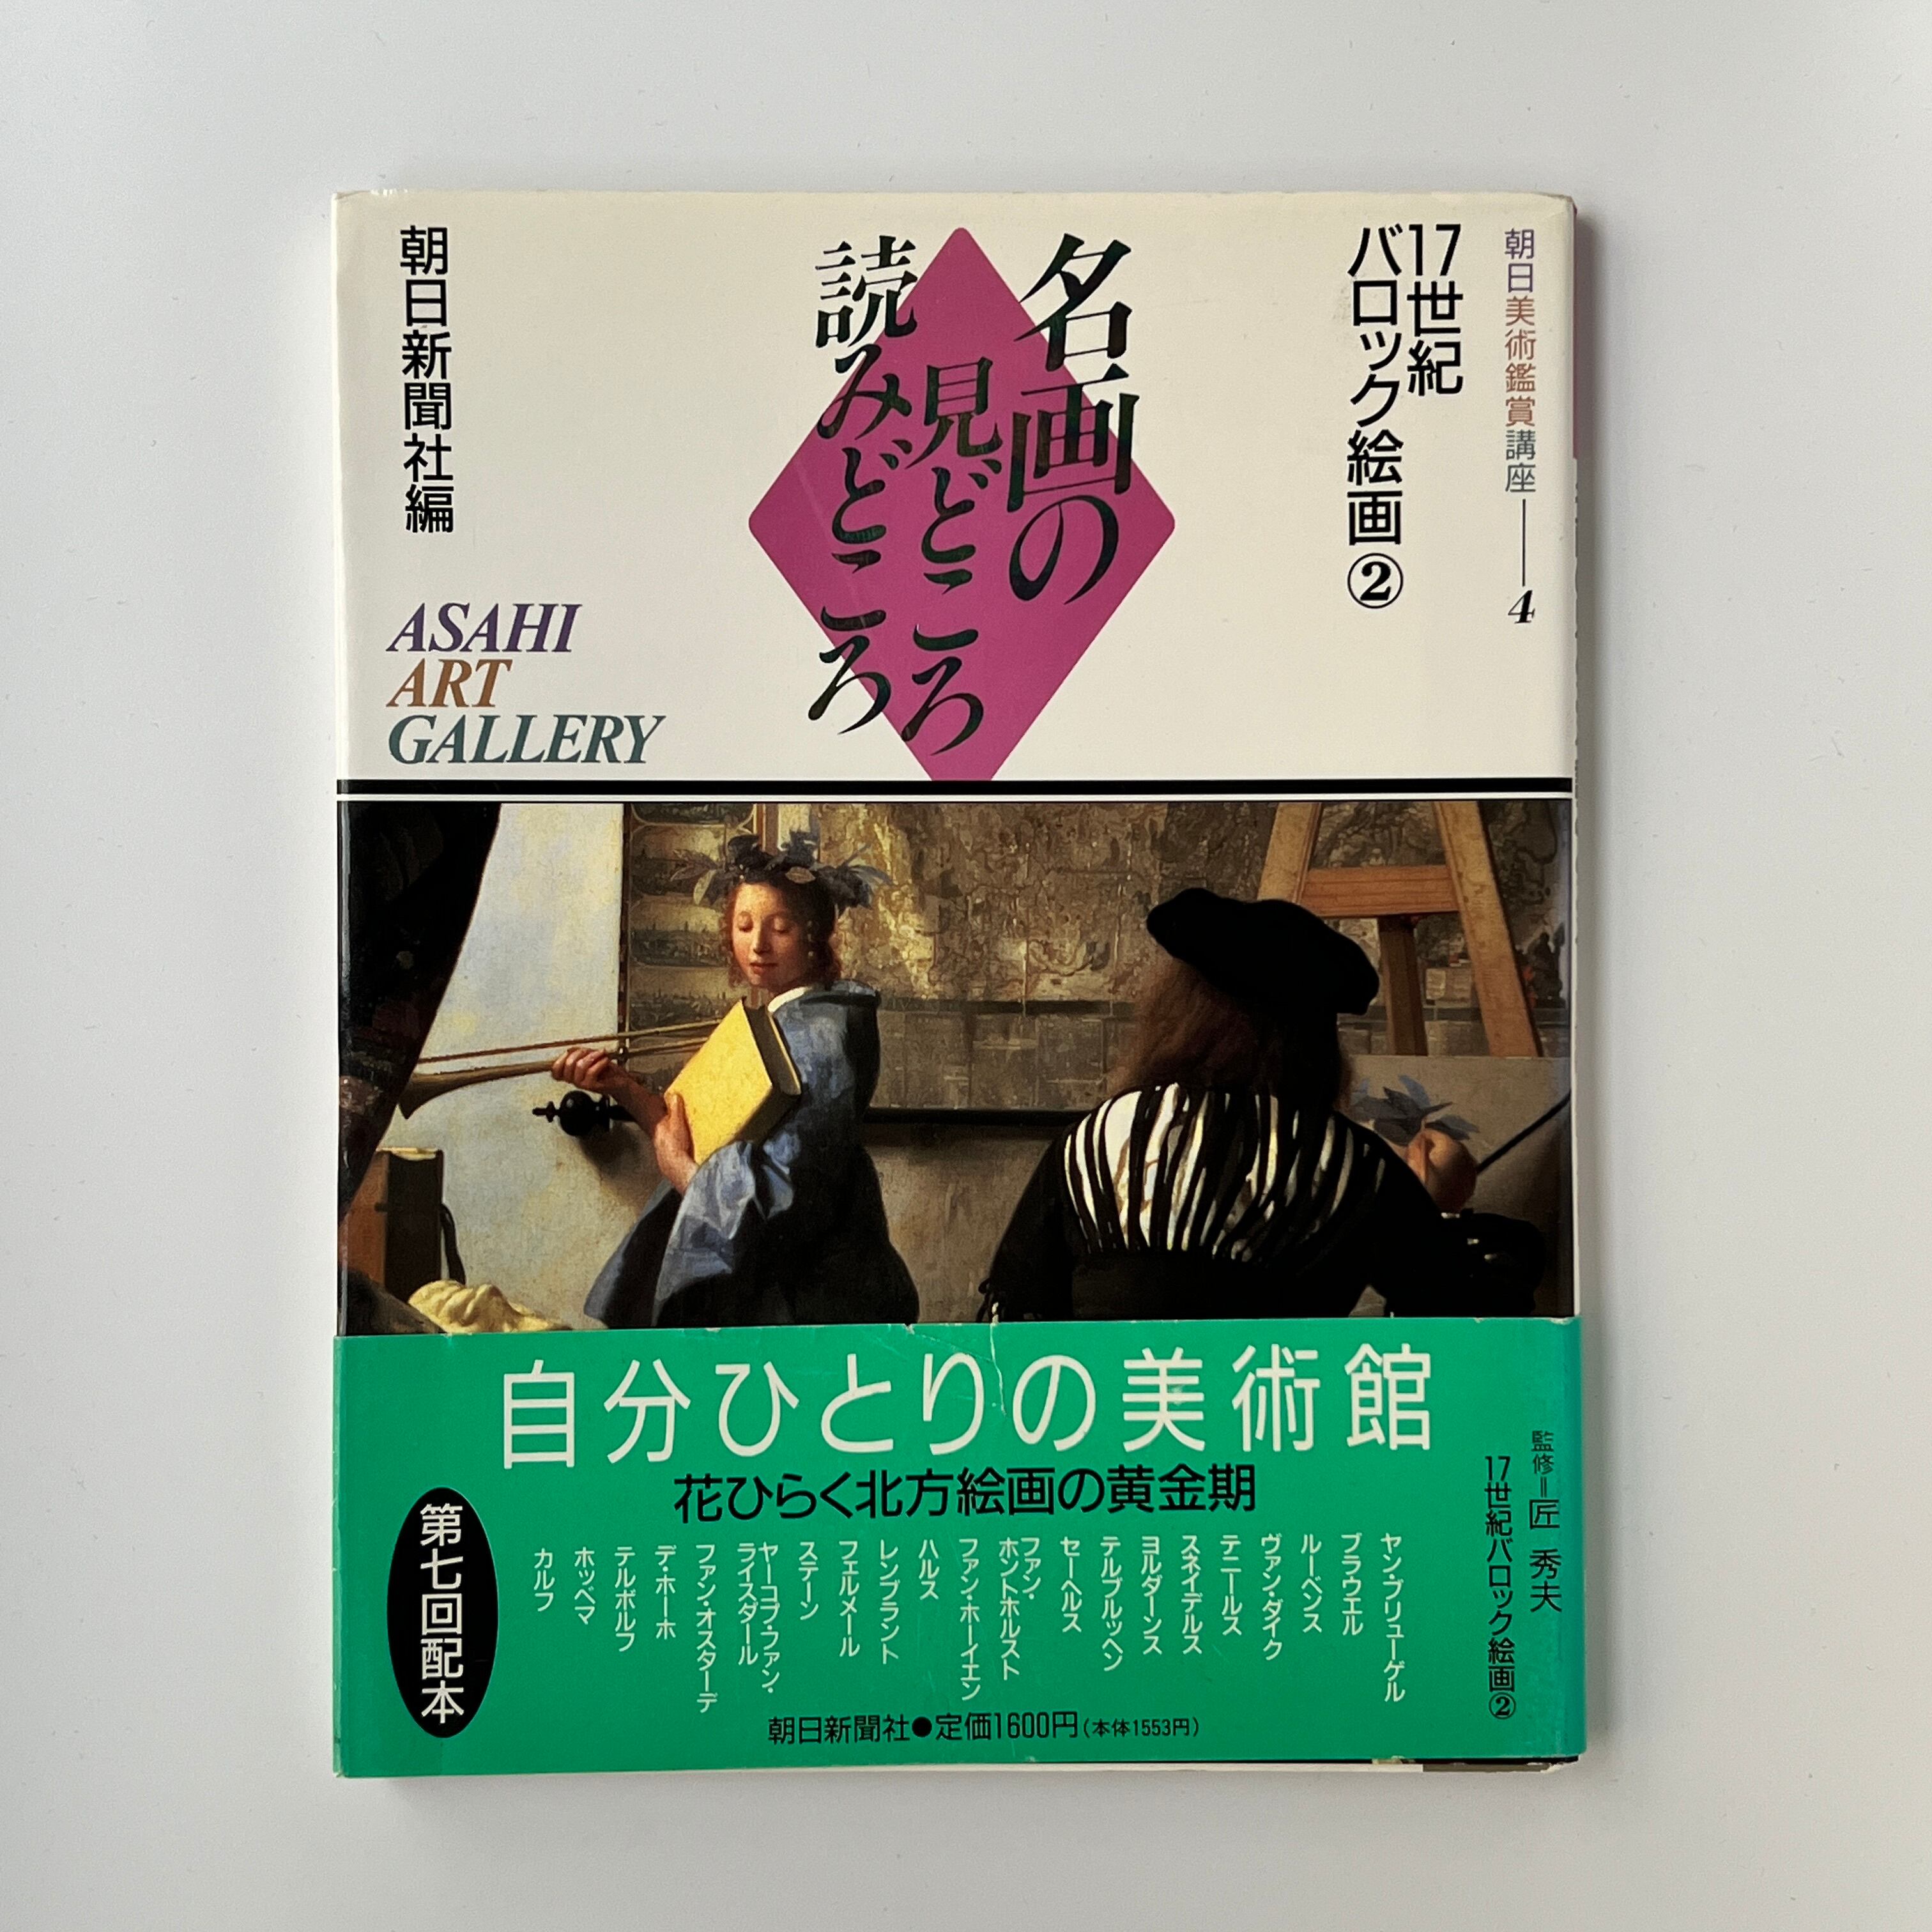 朝日美術鑑賞講座——4
17世紀
バロック絵画②
名画の
見どころ
読みどころ
朝日新聞社編
ASAHI
ART
GALLERY
自分ひとりの美術館
花ひらく北方絵画の黄金期
監修=匠 秀夫
17世紀バロック絵画②
ヤン・ブリューゲル
ブラウエル
ルーベンス
ヴァン・ダイク
テニールス
スネイデルス
ヨルダーンス
テルブルッヘン
セーヘルス
ファン・
ホントホルスト
ファン・ホーイエン
ハルス
レンブラント
フェルメール
ステーン
ヤーコブ・ファン・
ライスダール
ファン・オスターデ
デ・ホーホ
テルボルフ
ホッベマ
カルフ
第七回配本
朝日新聞社●定価1600円(本体1553円)